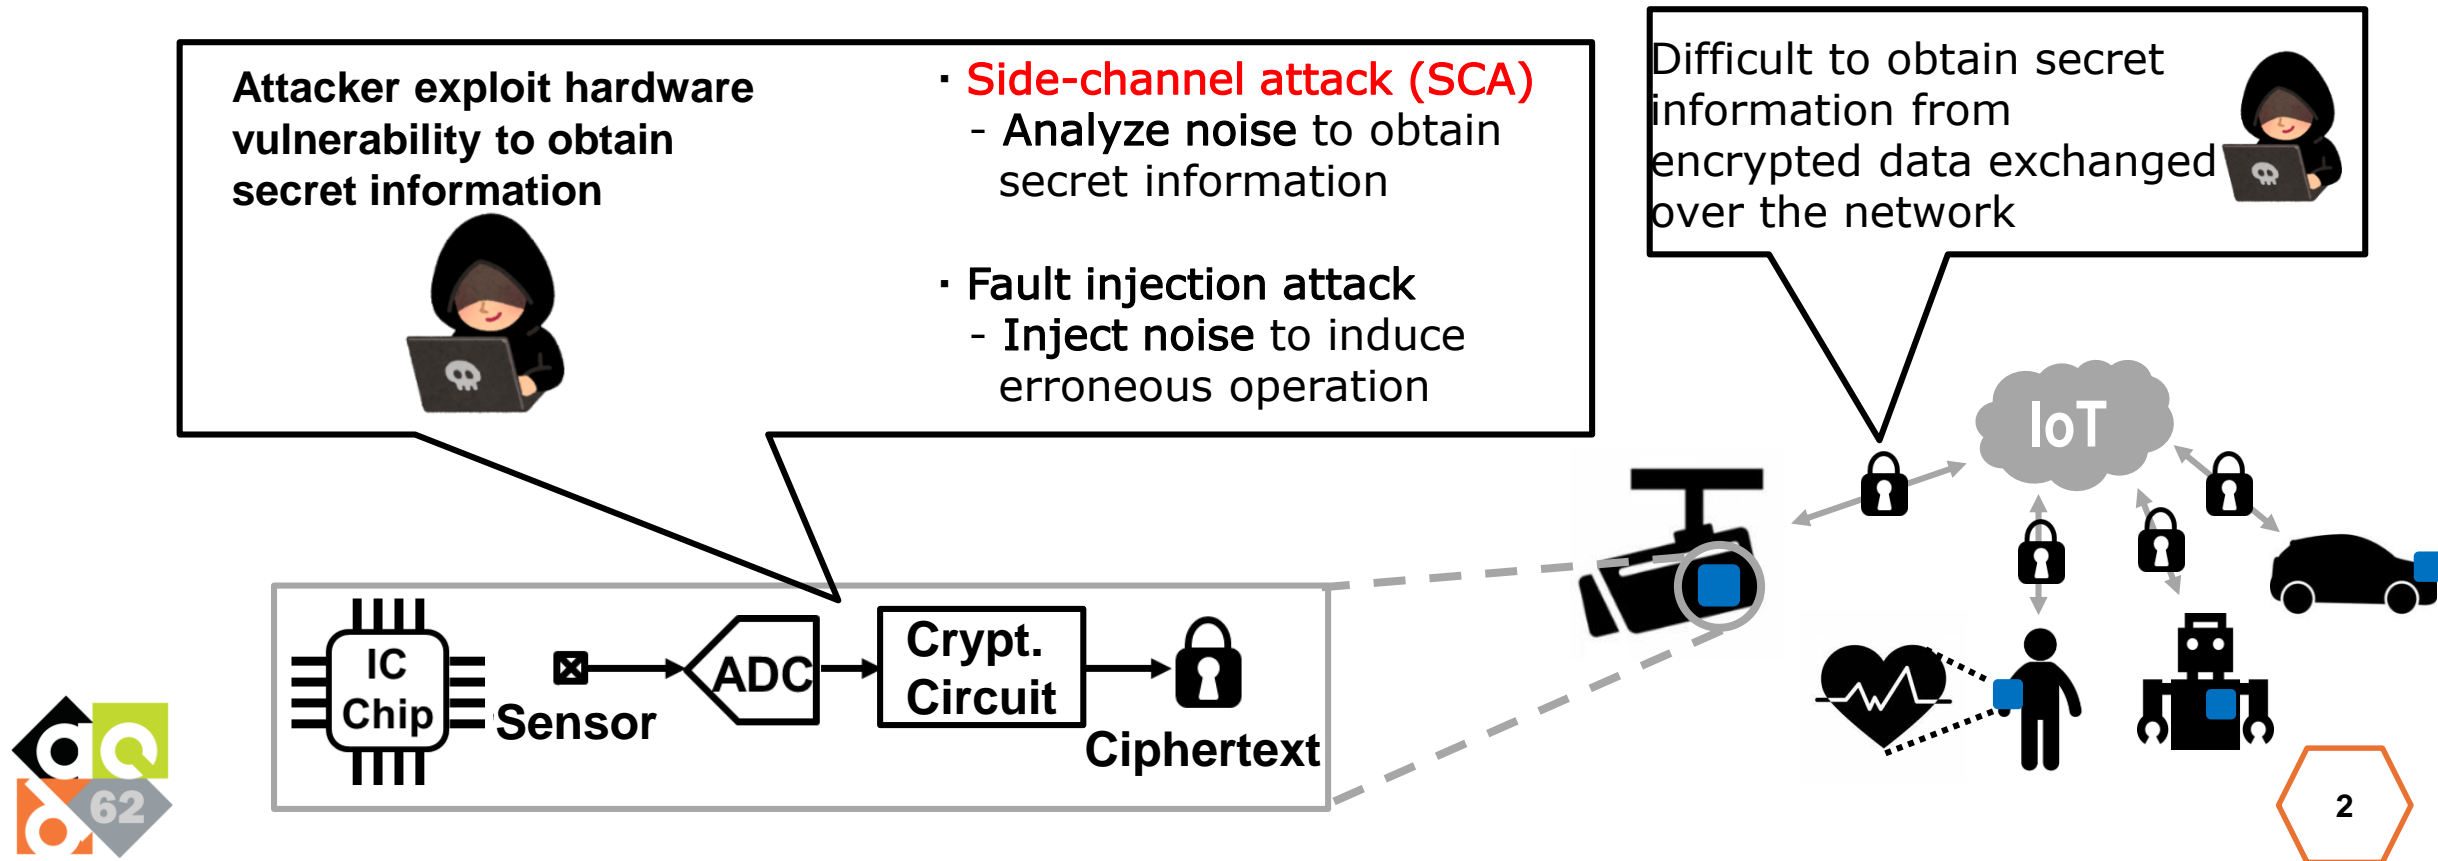 Attacker exploit hardware
vulnerability to obtain
secret information
· Side-channel attack (SCA)
- Analyze noise to obtain
secret information
· Fault injection attack
- Inject noise to induce
erroneous operation
Difficult to obtain secret
information from
encrypted data exchanged
over the network
IoT
IC
Chip
Sensor
ADC
Crypt.
Circuit
Ciphertext
62
2